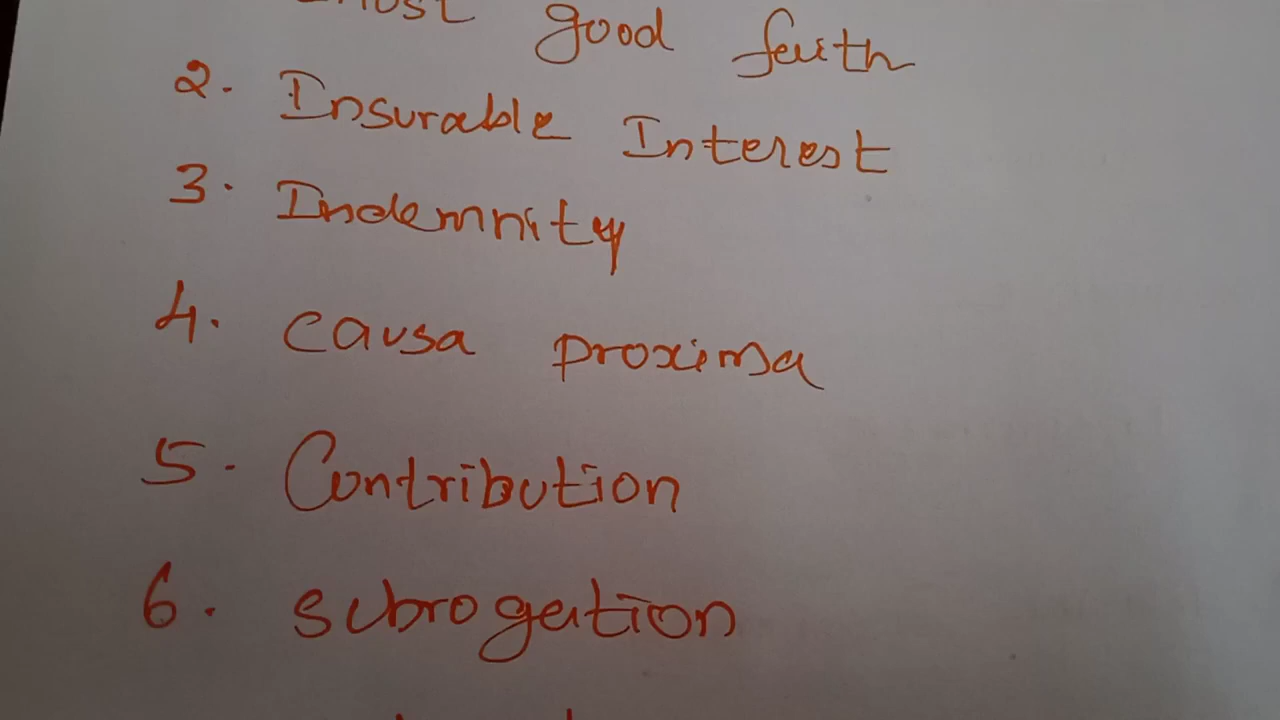 good faith
2. Insurable Interest
3. Indemnity
4. causa proxima
5. Contribution
6. subrogation